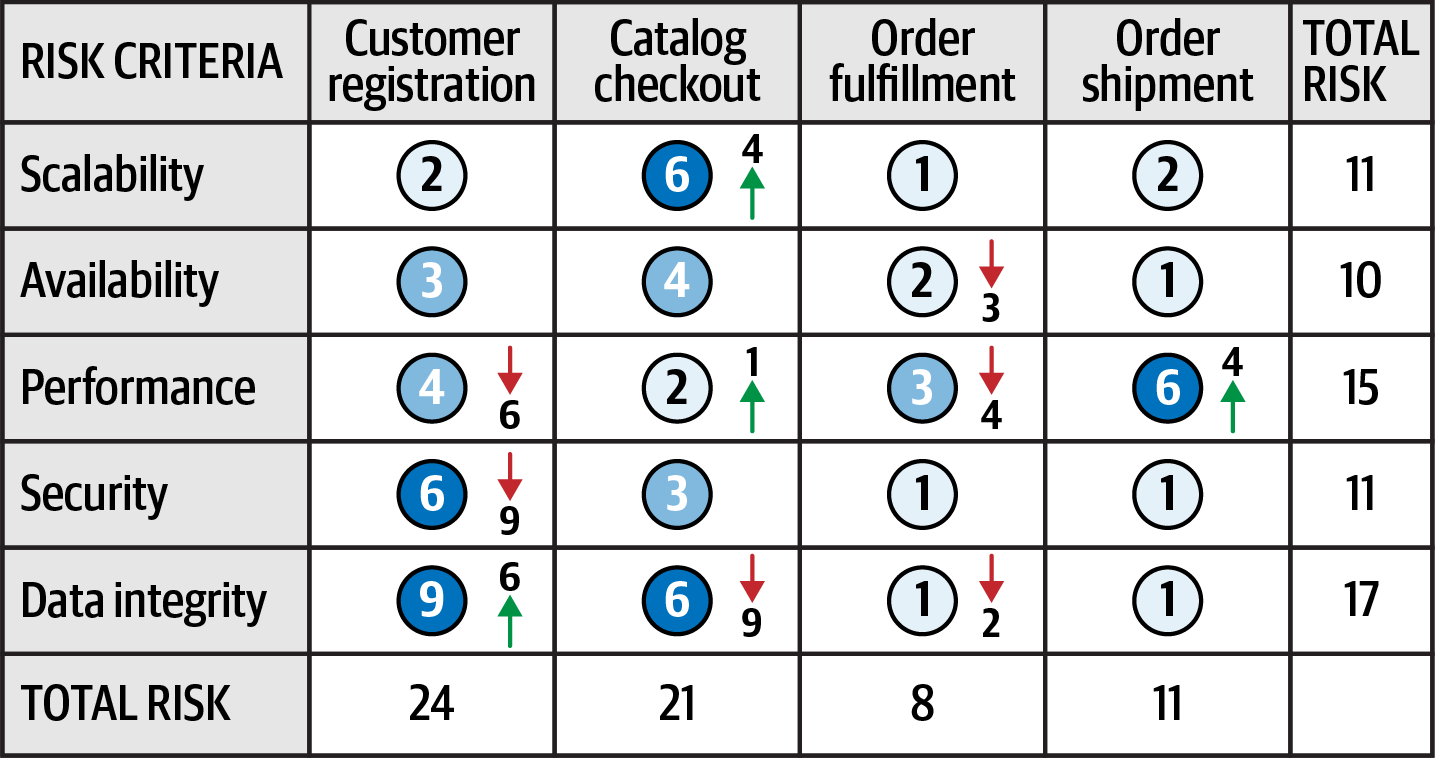 RISK CRITERIA Customer registration Catalog checkout Order fulfillment Order shipment TOTAL RISK
Scalability 2 6 4 1 2 11
Availability 3 4 2 3 1 10
Performance 4 6 2 1 3 4 6 4 15
Security 6 9 3 1 1 11
Data integrity 9 6 6 9 1 2 1 17
TOTAL RISK 24 21 8 11